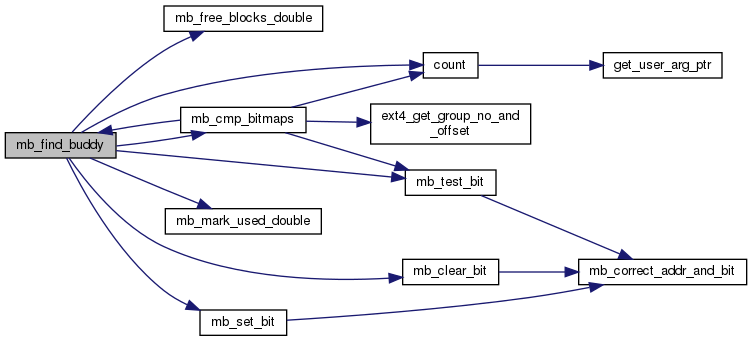 mb_free_blocks_double
count
get_user_arg_ptr
mb_cmp_bitmaps
ext4_get_group_no_and
_offset
mb_find_buddy
mb_test_bit
mb_mark_used_double
mb_clear_bit
mb_correct_addr_and_bit
mb_set_bit